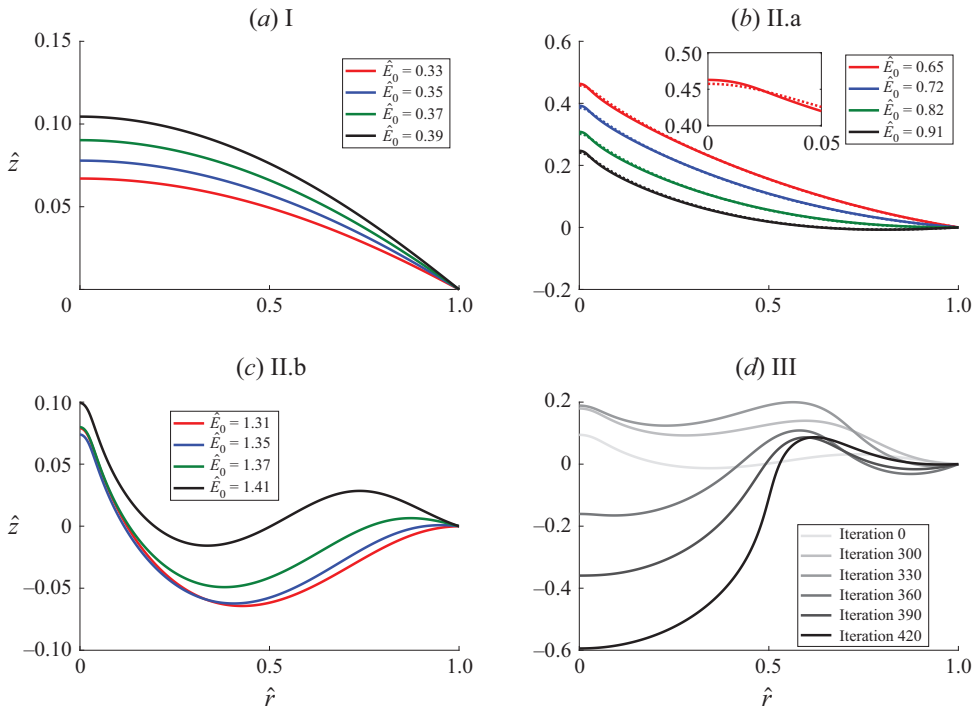 (a) I
0.15
0.10
0.05
ẑ
0
0.5
1.0
Ê₀ = 0.33
Ê₀ = 0.35
Ê₀ = 0.37
Ê₀ = 0.39
(b) II.a
0.6
0.4
0.2
0
–0.2
0
0.5
1.0
0.50
0.45
0.40
0
0.05
Ê₀ = 0.65
Ê₀ = 0.72
Ê₀ = 0.82
Ê₀ = 0.91
(c) II.b
0.10
0.05
0
–0.05
–0.10
ẑ
0
0.5
1.0
r̂
Ê₀ = 1.31
Ê₀ = 1.35
Ê₀ = 1.37
Ê₀ = 1.41
(d) III
0.2
0
–0.2
–0.4
–0.6
0
0.5
1.0
r̂
Iteration 0
Iteration 300
Iteration 330
Iteration 360
Iteration 390
Iteration 420